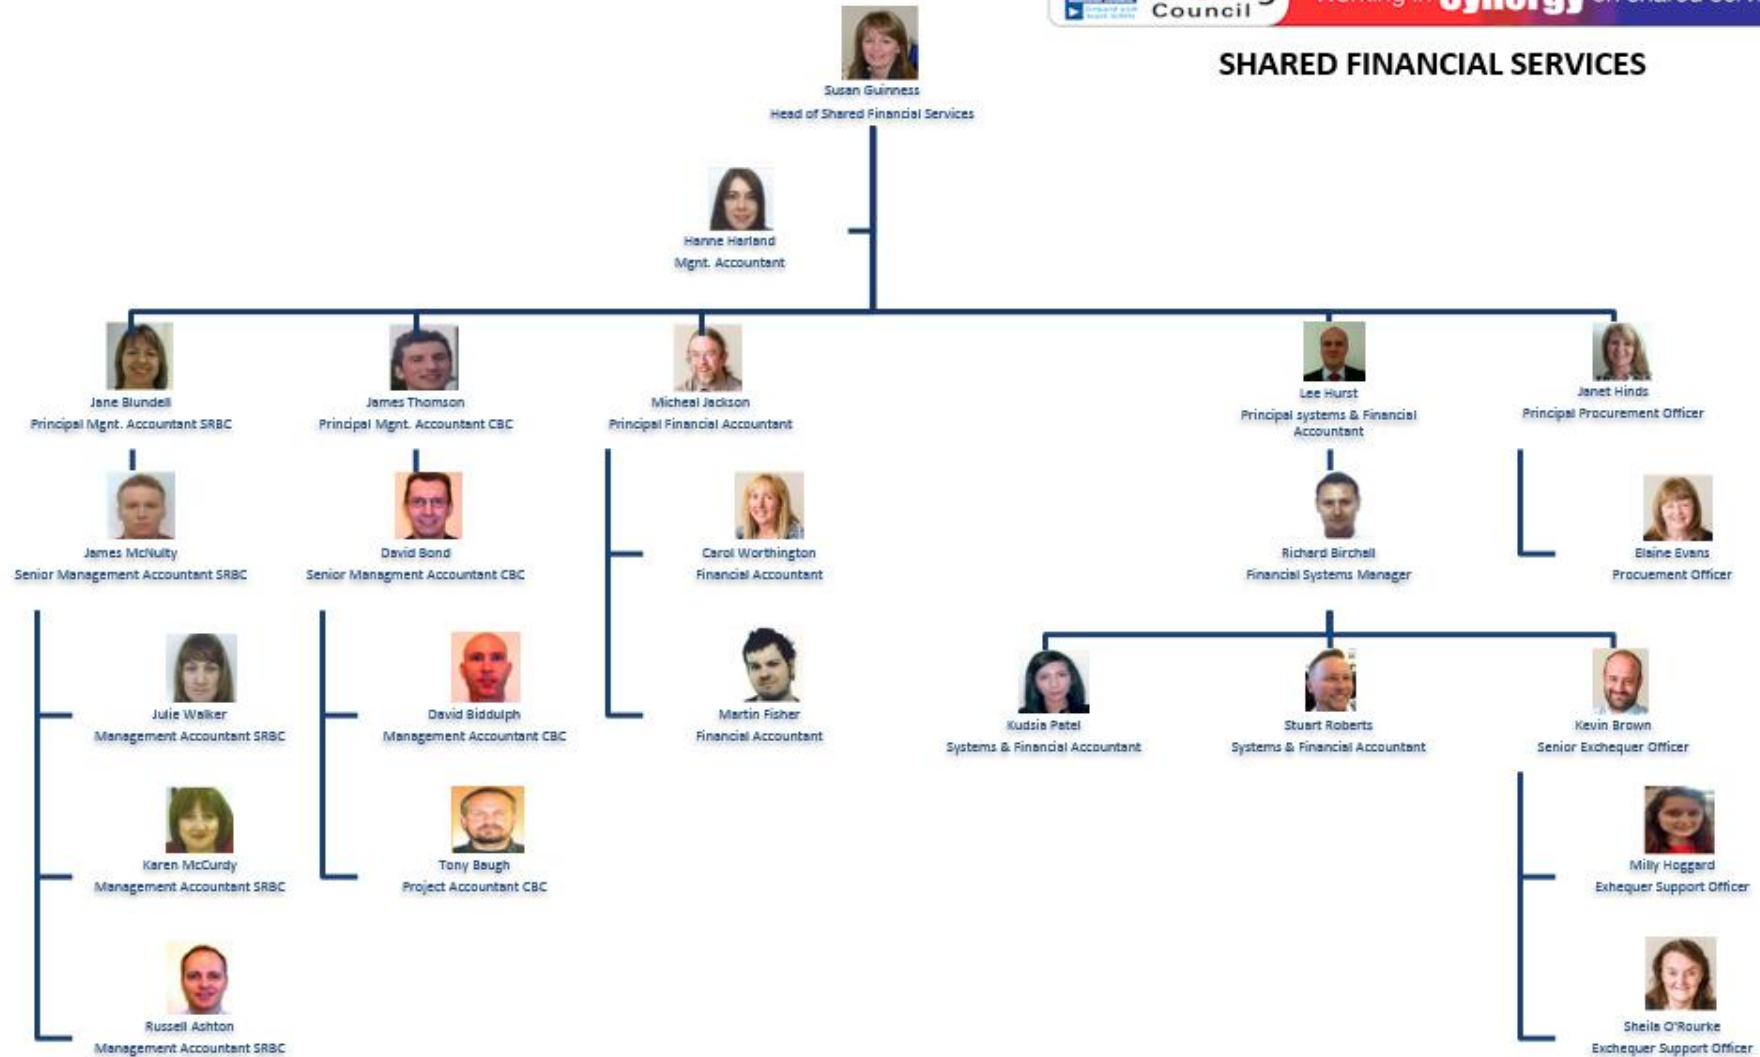 Council
Working in Synergy on Shared
SHARED FINANCIAL SERVICES
Susan Guinness
Head of Shared Financial Services
Hanne Harland
Mgnt. Accountant
Jane Blundell
Principal Mgnt. Accountant SRBC
James Thomson
Principal Mgnt. Accountant CBC
Micheal Jackson
Principal Financial Accountant
Lee Hurst
Principal systems & Financial
Accountant
Janet Hinds
Principal Procurement Officer
James McNulty
Senior Management Accountant SRBC
David Bond
Senior Managment Accountant CBC
Carol Worthington
Financial Accountant
Richard Birchall
Financial Systems Manager
Elaine Evans
Procuement Officer
Julie Walker
Management Accountant SRBC
David Biddulph
Management Accountant CBC
Martin Fisher
Financial Accountant
Kudsia Patel
Systems & Financial Accountant
Stuart Roberts
Systems & Financial Accountant
Kevin Brown
Senior Exchequer Officer
Karen McCurdy
Management Accountant SRBC
Tony Baugh
Project Accountant CBC
Milly Hoggard
Exhequer Support Officer
Russell Ashton
Management Accountant SRBC
Sheila O'Rourke
Exchequer Support Officer